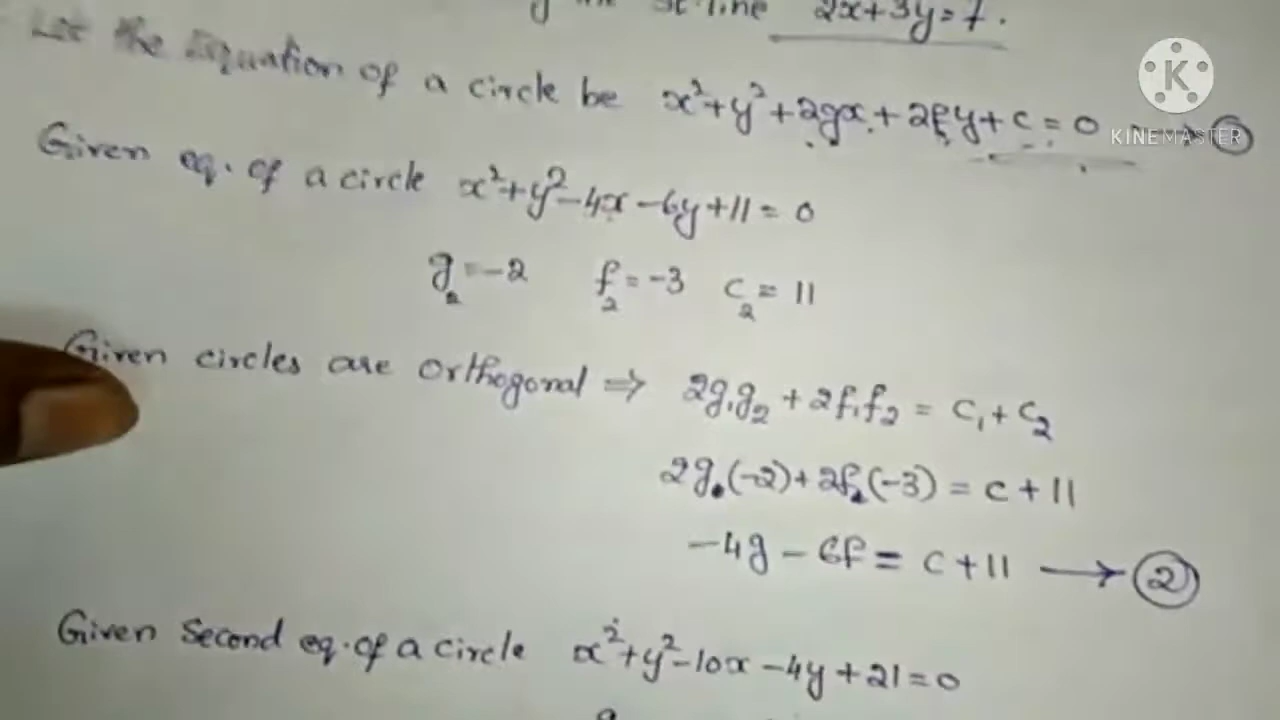 line 2x+3y=7.
Let the Equation of a circle be x²+y²+2gx+2fy+c=0
K
KINEMASTER
Given eq. of a circle x²+y²-4x-6y+11=0
g₂=-2 f₂=-3 c₂=11
Given circles are orthogonal ⇒ 2g₁g₂+2f₁f₂=c₁+c₂
2g(-2)+2f(-3)=c+11
-4g-6f=c+11 → ②
Given Second eq. of a circle x²+y²-10x-4y+21=0